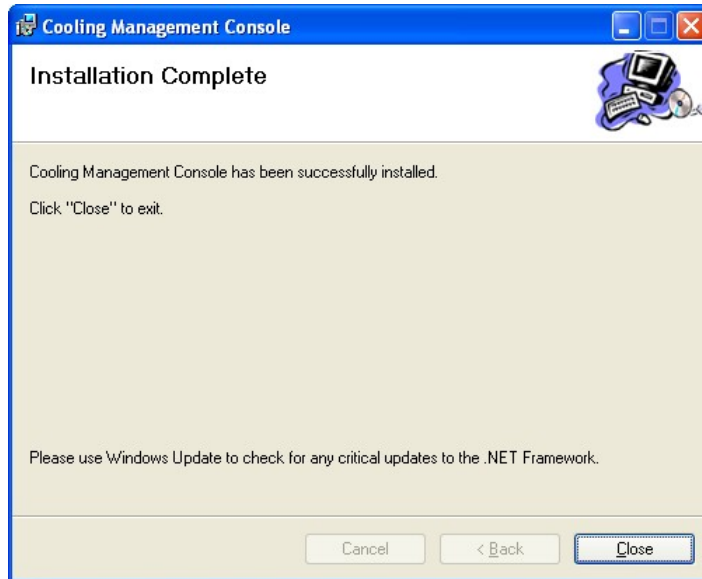 Cooling Management Console
Installation Complete
Cooling Management Console has been successfully installed.
Click "Close" to exit.
Please use Windows Update to check for any critical updates to the .NET Framework.
Cancel
< Back
Close